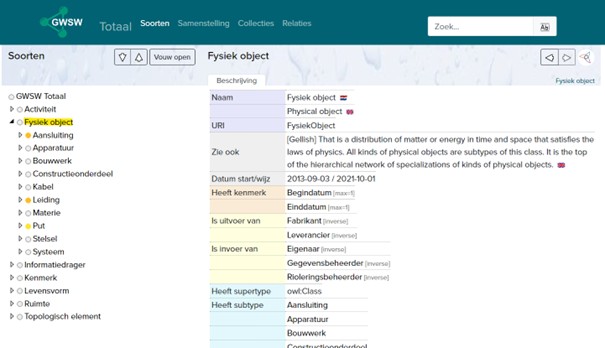 GWSW Totaal Soorten Samenstelling Collecties Relaties Zoek...
Soorten Vouw open Fysiek object
Beschrijving Fysiek object
GWSW Totaal
Activiteit
Fysiek object
Aansluiting
Apparatuur
Bouwwerk
Constructieonderdeel
Kabel
Leiding
Materie
Put
Stelsel
Systeem
Informatiedrager
Kenmerk
Levensvorm
Ruimte
Topologisch element
Naam Fysiek object
Physical object
URI FysiekObject
Zie ook [Gellish] That is a distribution of matter or energy in time and space that satisfies the
laws of physics. All kinds of physical objects are subtypes of this class. It is the top
of the hierarchical network of specializations of kinds of physical objects.
Datum start/wijz 2013-09-03 / 2021-10-01
Heeft kenmerk Begindatum [max=1]
Einddatum [max=1]
Is uitvoer van Fabrikant [inverse]
Leverancier [inverse]
Is invoer van Eigenaar [inverse]
Gegevensbeheerder [inverse]
Rioleringsbeheerder [inverse]
Heeft supertype owl:Class
Heeft subtype Aansluiting
Apparatuur
Bouwwerk
Constructieonderdeel